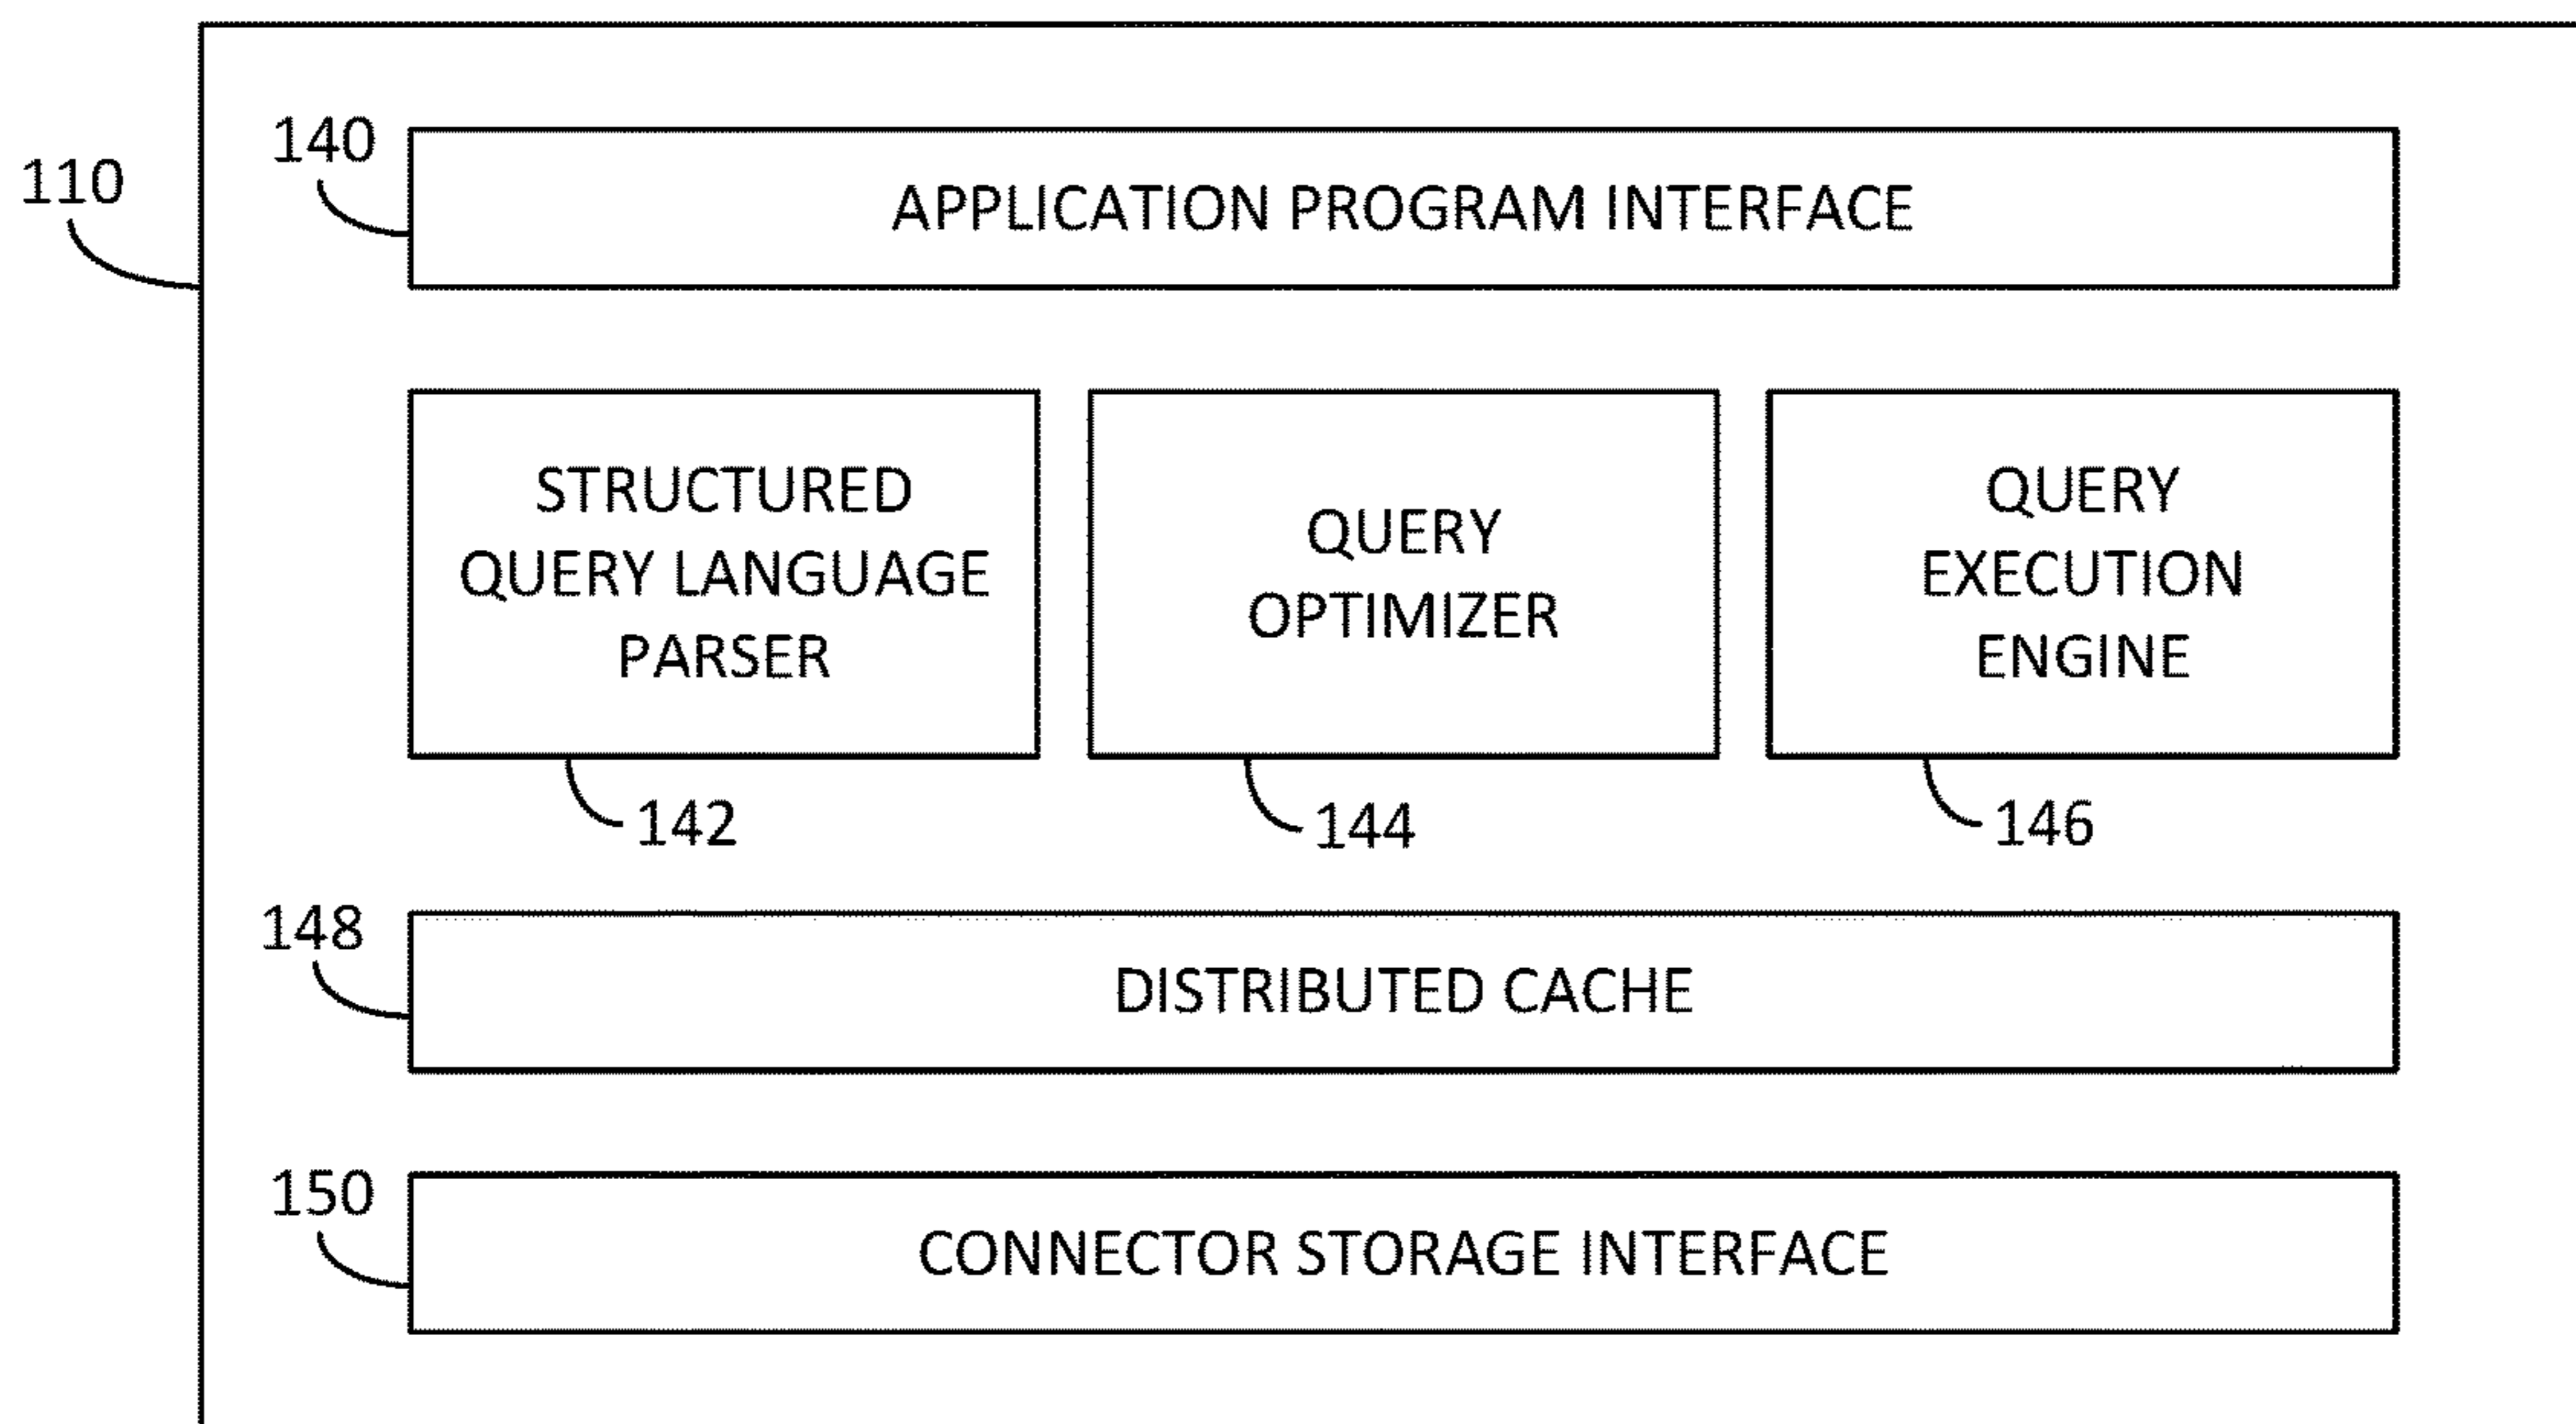 110
140
APPLICATION PROGRAM INTERFACE
STRUCTURED
QUERY LANGUAGE
PARSER
142
QUERY
OPTIMIZER
144
QUERY
EXECUTION
ENGINE
146
148
DISTRIBUTED CACHE
150
CONNECTOR STORAGE INTERFACE